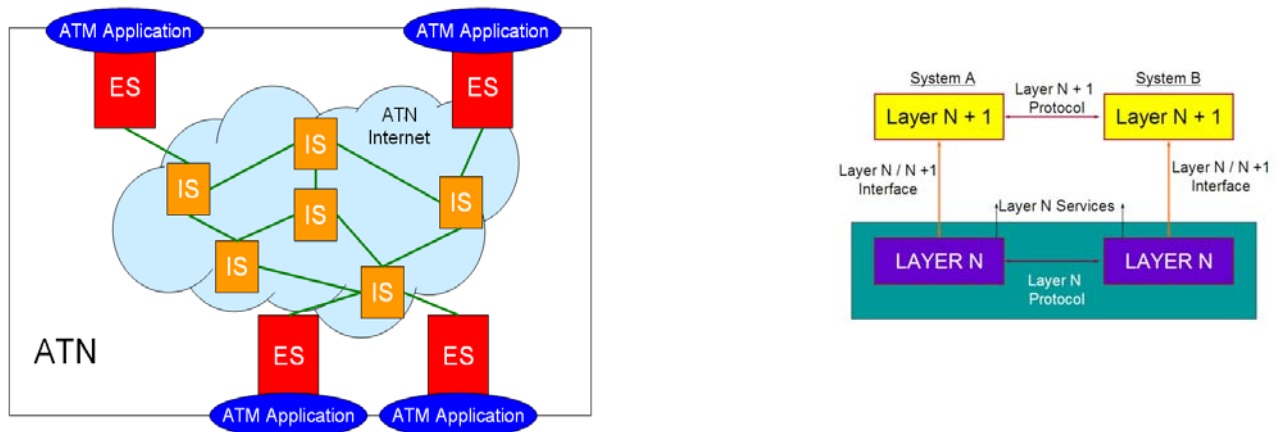 ATM Application
ATM Application
ES
ES
ATN
Internet
IS
IS
IS
IS
IS
IS
ES
ES
ATN
ATM Application
ATM Application
System A
System B
Layer N + 1
Protocol
Layer N + 1
Layer N + 1
Layer N / N +1
Interface
Layer N / N +1
Interface
Layer N Services
LAYER N
LAYER N
Layer N
Protocol